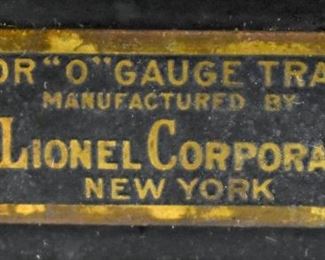 OR "O" GAUGE TRA
MANUFACTURED BY
LIONEL CORPORA
NEW YORK